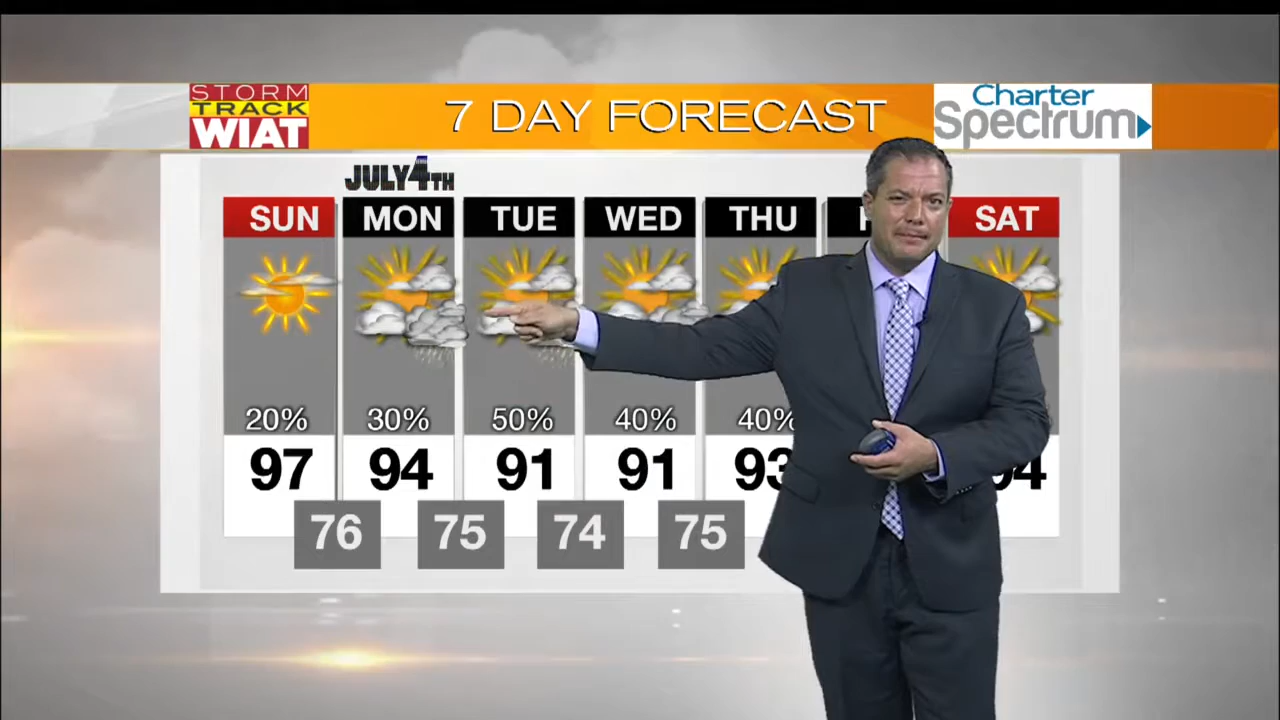 STORM
TRACK
WIAT
7 DAY FORECAST
Charter
Spectrum
JULY 4TH
SUN MON TUE WED THU SAT
20% 30% 50% 40% 40%
97 94 91 91 93
76 75 74 75